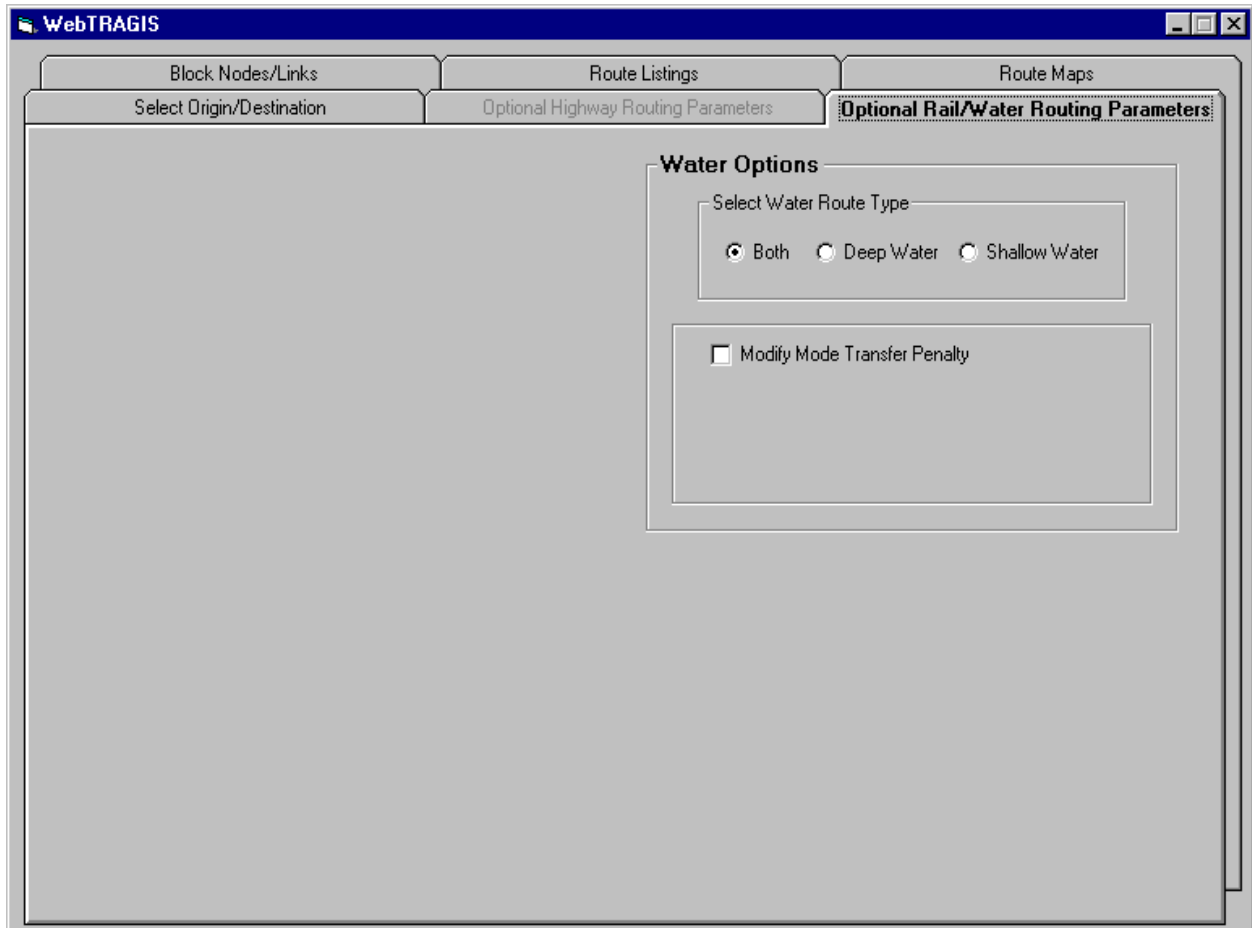 WebTRAGIS
Block Nodes/Links Route Listings Route Maps
Select Origin/Destination Optional Highway Routing Parameters Optional Rail/Water Routing Parameters
Water Options
Select Water Route Type
Both Deep Water Shallow Water
Modify Mode Transfer Penalty